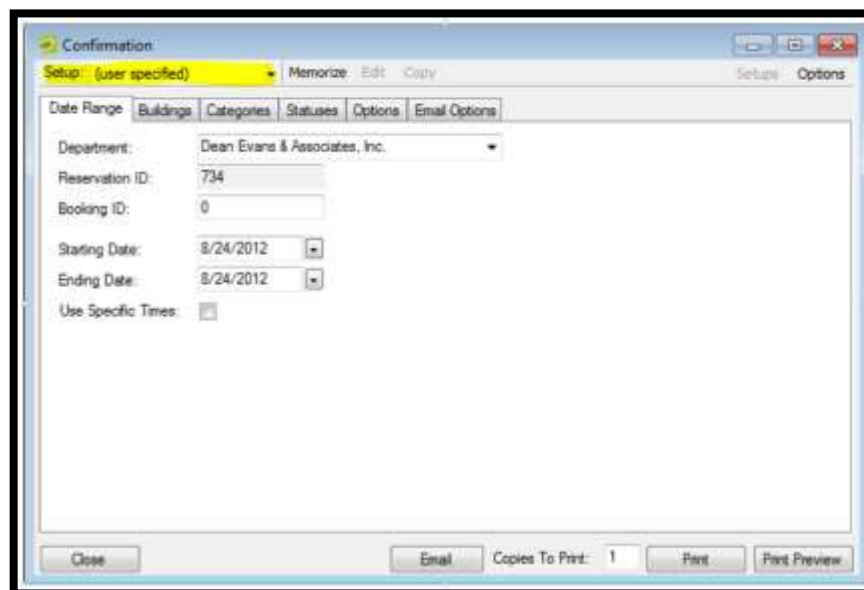 Confirmation
Setup: (user specified) Memorize Edit Copy Setups Options
Date Range Buildings Categories Statuses Options Email Options
Department: Dean Evans & Associates, Inc.
Reservation ID: 734
Booking ID: 0
Starting Date: 8/24/2012
Ending Date: 8/24/2012
Use Specific Times:
Close Email Copies To Print: 1 Print Print Preview